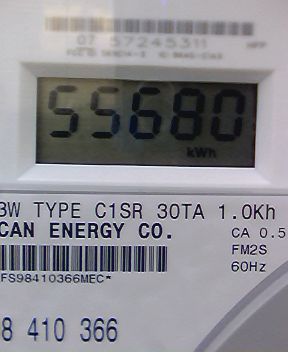 07 57245311
55680
kWh
3W TYPE C1SR 30TA 1.0Kh
CAN ENERGY CO.
CA 0.5
FM2S
60Hz
FS98410366MEC*
8 410 366